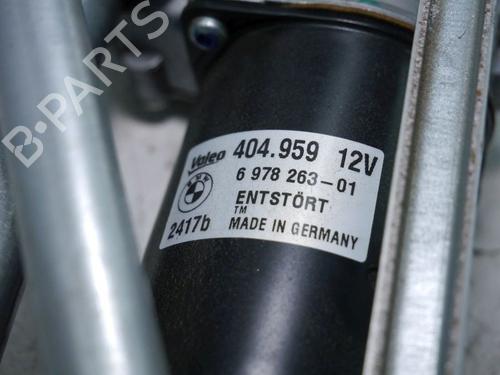 B-PARTS
Valeo 404.959 12V
6 978 263-01
ENTSTÖRT
TM
2417b MADE IN GERMANY